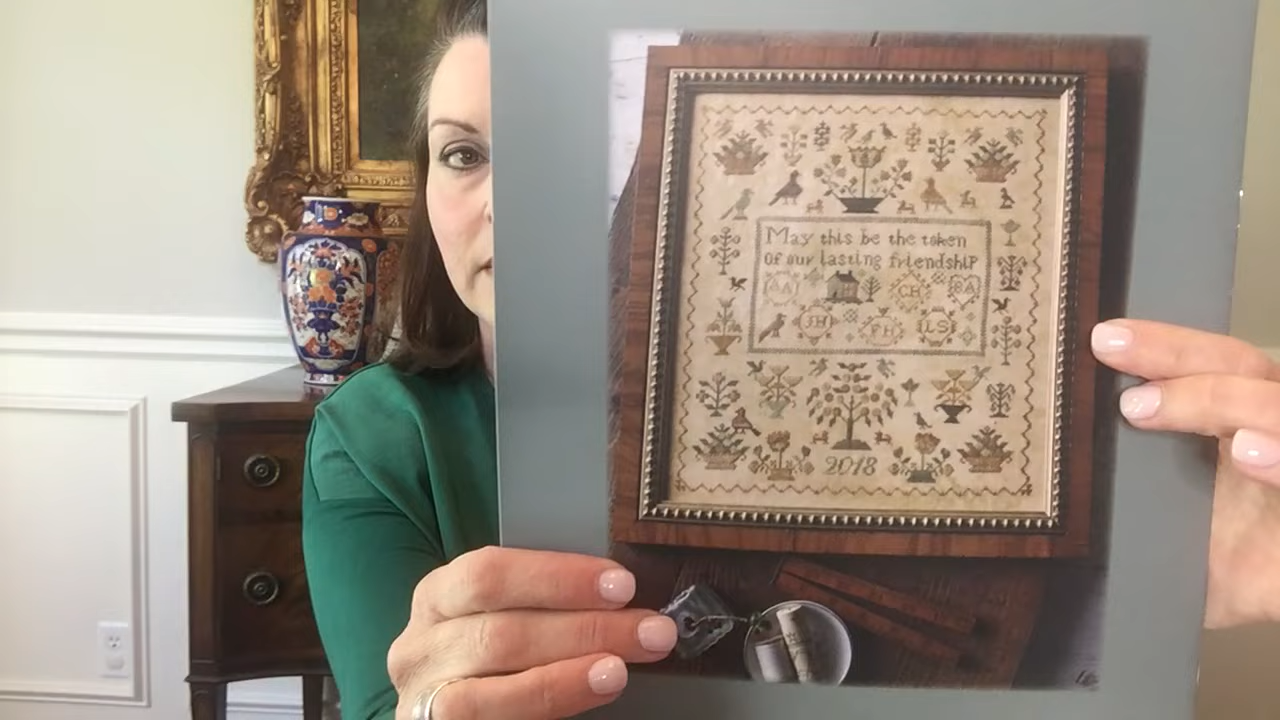 May this be the token
Of our lasting friendship
AA
CH
RA
JH
FH
LS
2018